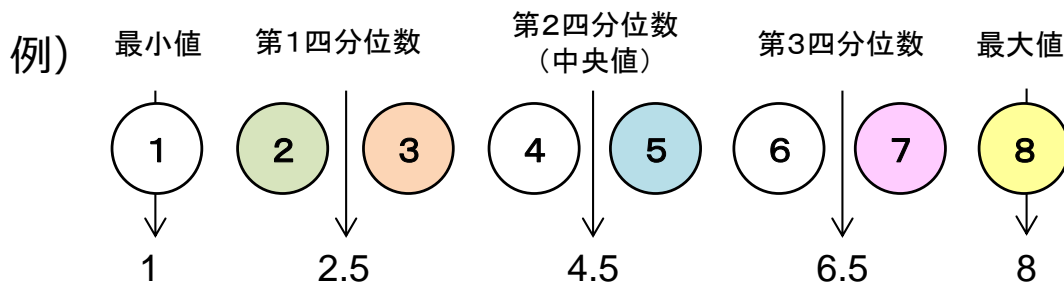 例）
最小値
第１四分位数
第２四分位数
（中央値）
第３四分位数
最大値
1 2 3 4 5 6 7 8
1 2.5 4.5 6.5 8